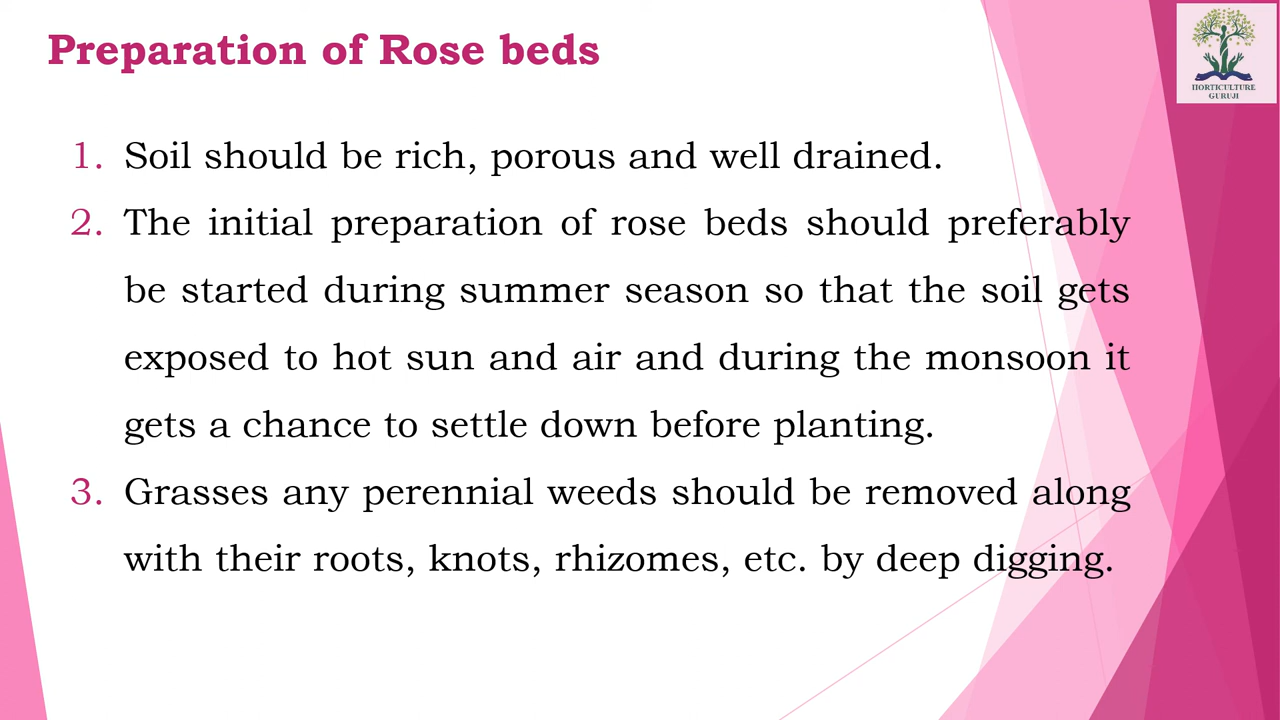 Preparation of Rose beds
HORTICULTURE
GURUJI
1. Soil should be rich, porous and well drained.
2. The initial preparation of rose beds should preferably
be started during summer season so that the soil gets
exposed to hot sun and air and during the monsoon it
gets a chance to settle down before planting.
3. Grasses any perennial weeds should be removed along
with their roots, knots, rhizomes, etc. by deep digging.